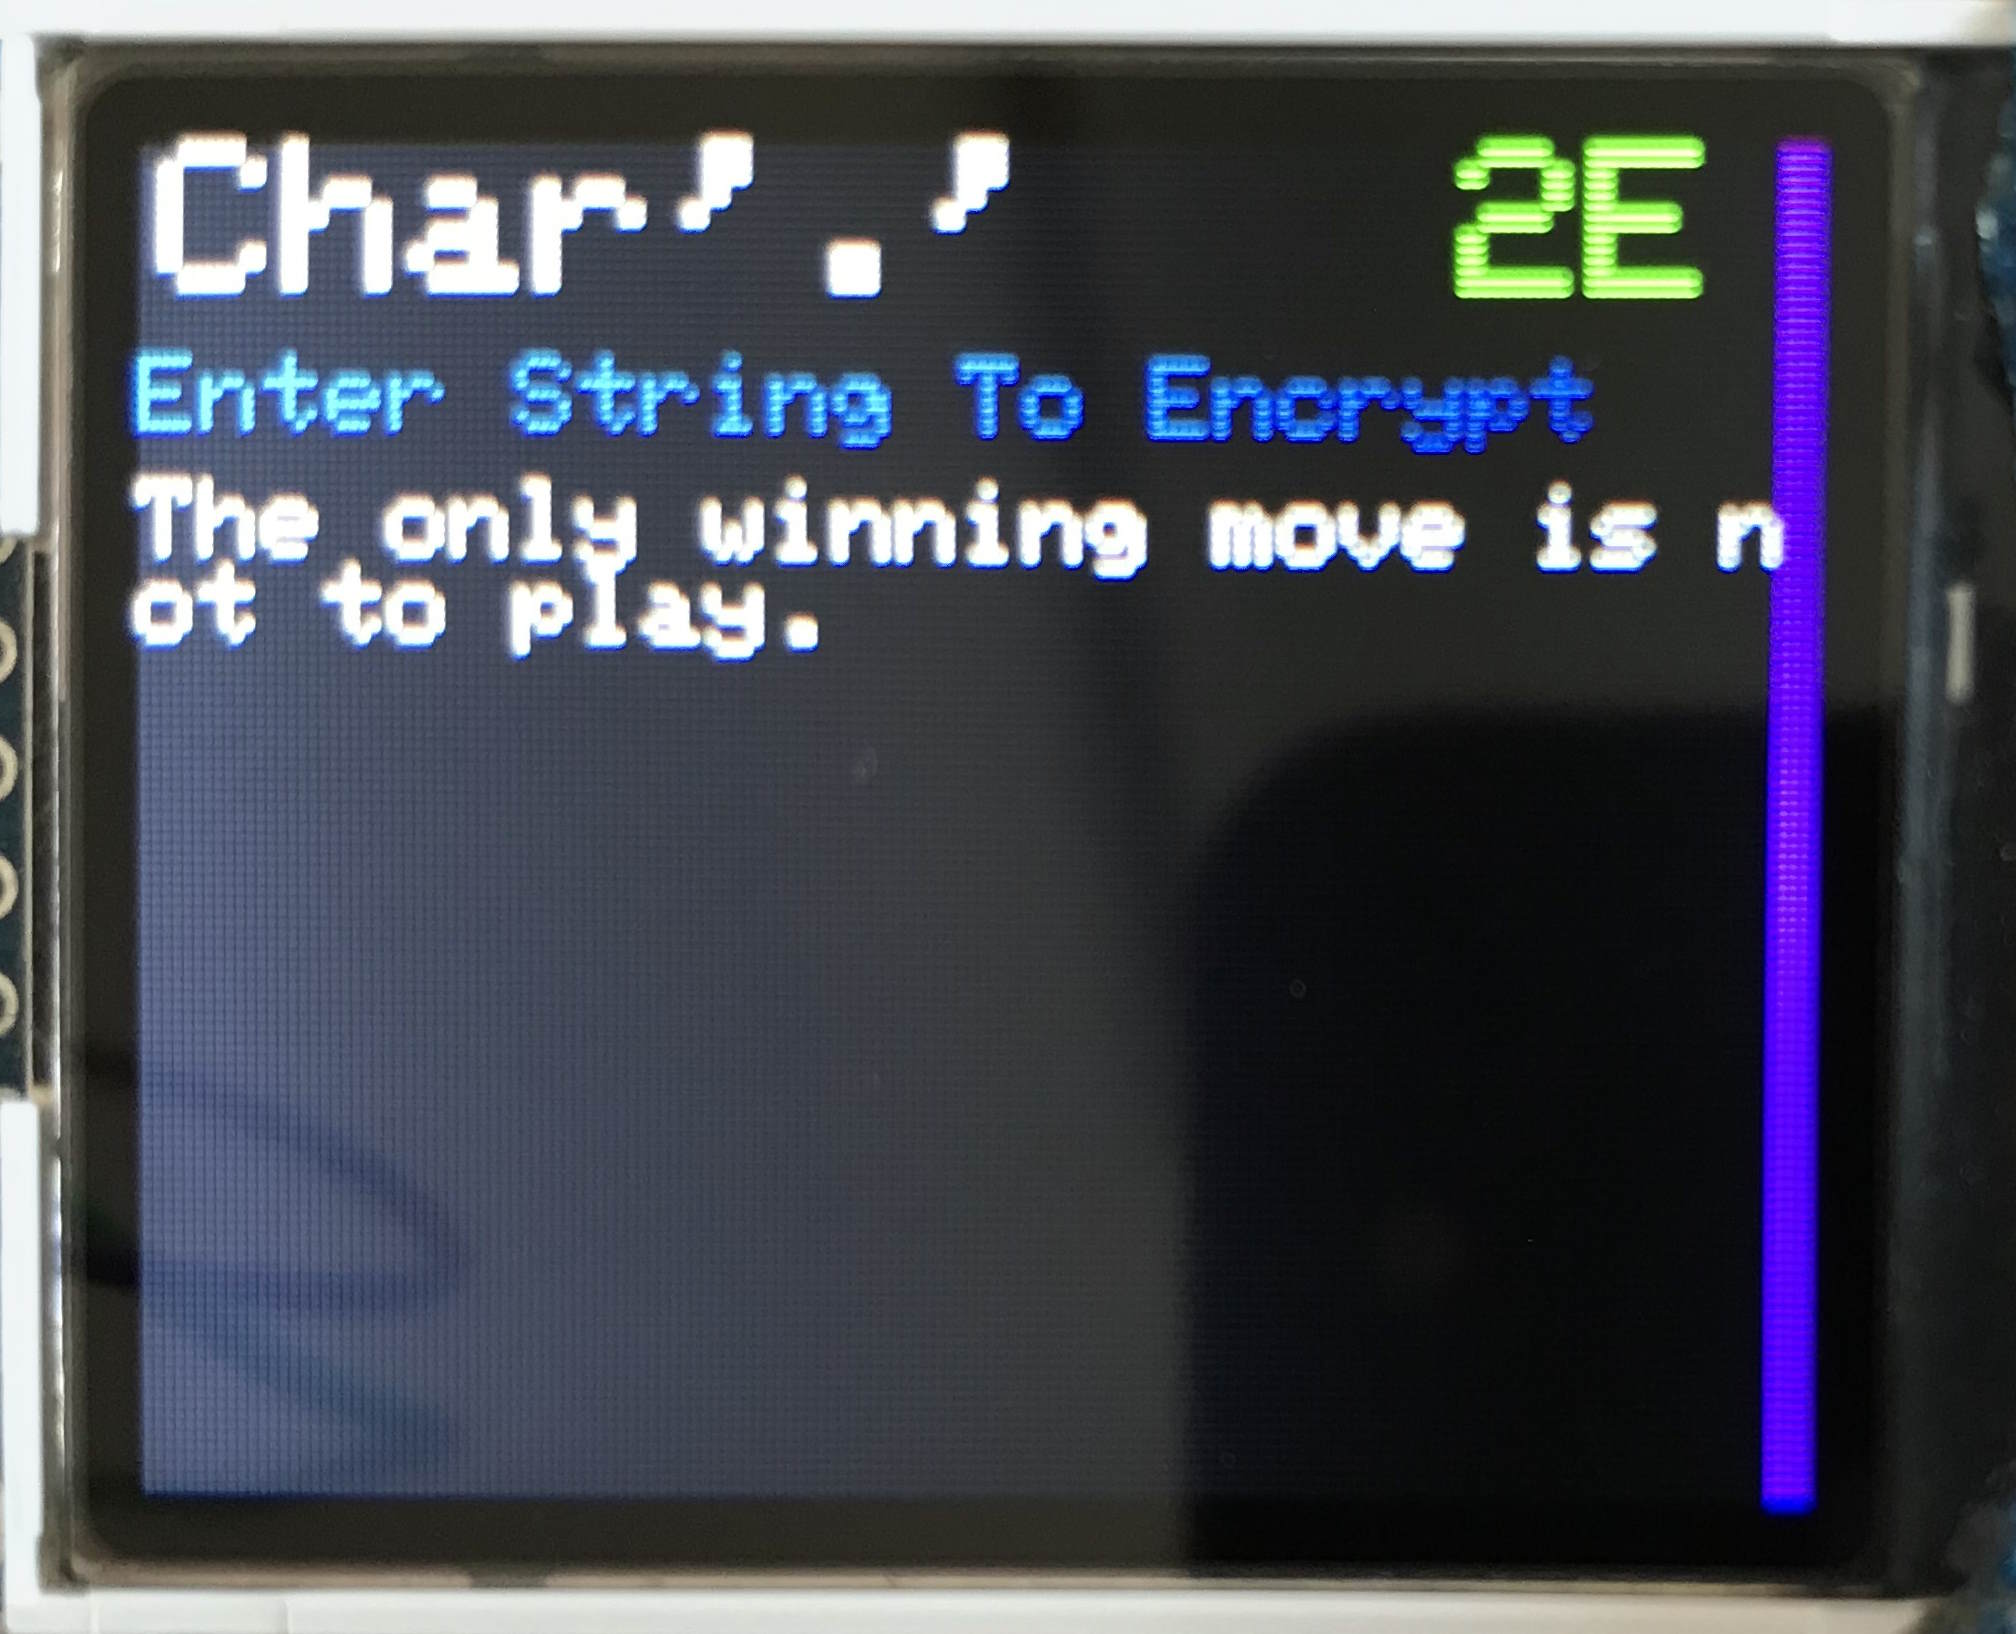 Char'.' 2E
Enter String To Encrypt
The only winning move is n
ot to play.